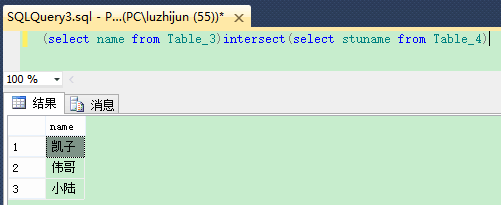 SQLQuery3.sql - P...(PC\luzhijun (55))*
(select name from Table_3)intersect(select stuname from Table_4)
100 %
结果 消息
name
1 凯子
2 伟哥
3 小陆